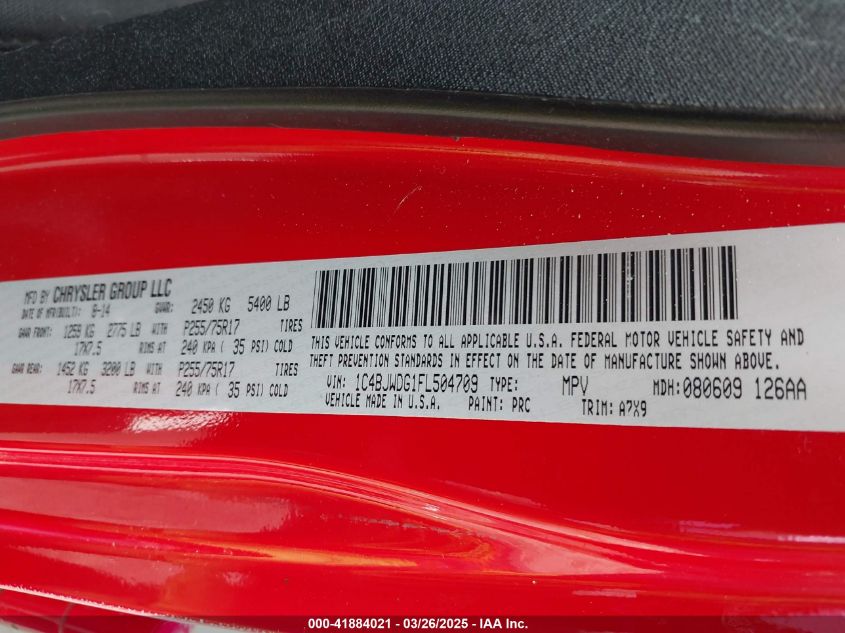 MFD BY CHRYSLER GROUP LLC
DATE OF MFR(BUILT): 8-14 GVWR: 2450 KG 5400 LB
GAWR FRONT: 1259 KG 2775 LB WITH P255/75R17 TIRES
17X7.5 RIMS AT 240 KPA ( 35 PSI) COLD
GAWR REAR: 1452 KG 3200 LB WITH P255/75R17 TIRES
17X7.5 RIMS AT 240 KPA ( 35 PSI) COLD
THIS VEHICLE CONFORMS TO ALL APPLICABLE U.S.A. FEDERAL MOTOR VEHICLE SAFETY AND
THEFT PREVENTION STANDARDS IN EFFECT ON THE DATE OF MANUFACTURE SHOWN ABOVE.
VIN: 1C4BJWDG1FL504709 TYPE: MPV MDH: 080609 126AA
VEHICLE MADE IN U.S.A. PAINT: PRC TRIM: A7X9
000-41884021 - 03/26/2025 - IAA Inc.